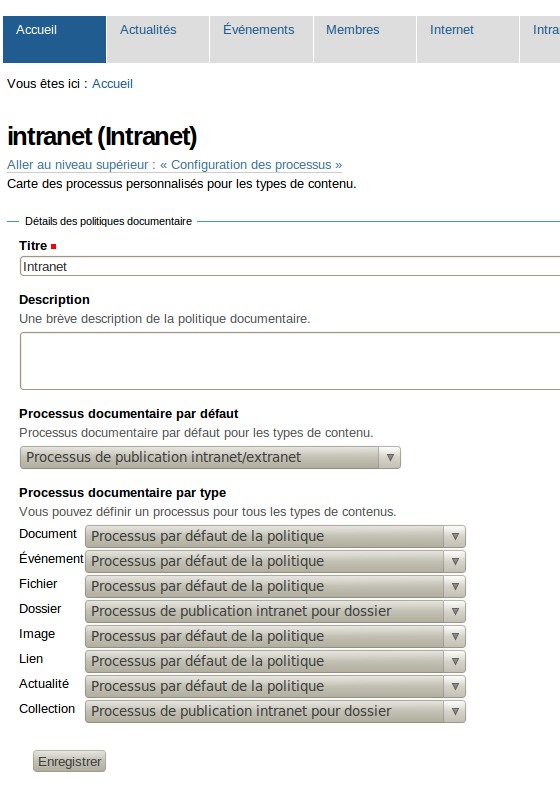 Accueil Actualités Événements Membres Internet Intra
Vous êtes ici : Accueil
intranet (Intranet)
Aller au niveau supérieur : « Configuration des processus »
Carte des processus personnalisés pour les types de contenu.
Détails des politiques documentaire
Titre
Intranet
Description
Une brève description de la politique documentaire.
Processus documentaire par défaut
Processus documentaire par défaut pour les types de contenu.
Processus de publication intranet/extranet
Processus documentaire par type
Vous pouvez définir un processus pour tous les types de contenus.
Document Processus par défaut de la politique
Événement Processus par défaut de la politique
Fichier Processus par défaut de la politique
Dossier Processus de publication intranet pour dossier
Image Processus par défaut de la politique
Lien Processus par défaut de la politique
Actualité Processus par défaut de la politique
Collection Processus de publication intranet pour dossier
Enregistrer